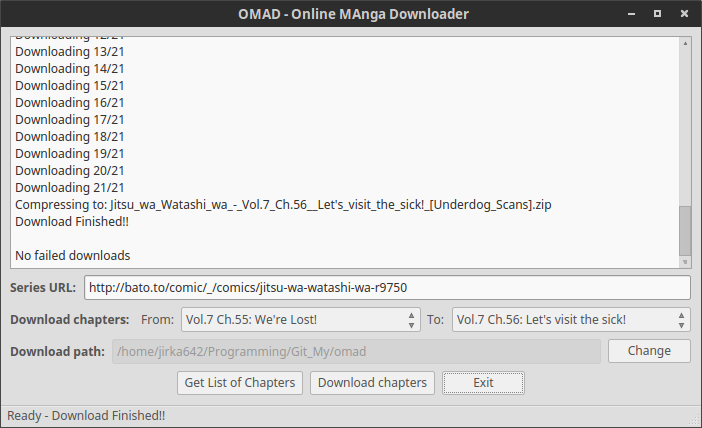 OMAD - Online MAnga Downloader
Downloading 12/21
Downloading 13/21
Downloading 14/21
Downloading 15/21
Downloading 16/21
Downloading 17/21
Downloading 18/21
Downloading 19/21
Downloading 20/21
Downloading 21/21
Compressing to: Jitsu_wa_Watashi_wa_-_Vol.7_Ch.56__Let's_visit_the_sick!_[Underdog_Scans].zip
Download Finished!!
No failed downloads
Series URL: http://bato.to/comic/_/comics/jitsu-wa-watashi-wa-r9750
Download chapters: From: Vol.7 Ch.55: We're Lost! To: Vol.7 Ch.56: Let's visit the sick!
Download path: /home/jirka642/Programming/Git_My/omad Change
Get List of Chapters Download chapters Exit
Ready - Download Finished!!